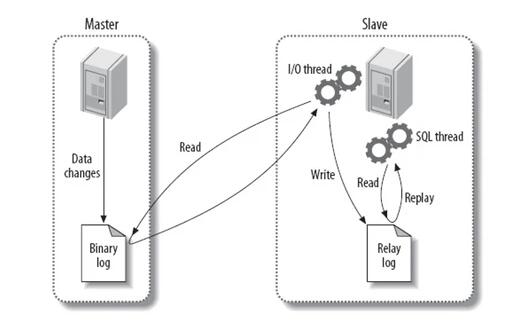 Master
Data
changes
Binary
log
Read
Slave
I/O thread
SQL thread
Write
Read
Replay
Relay
log